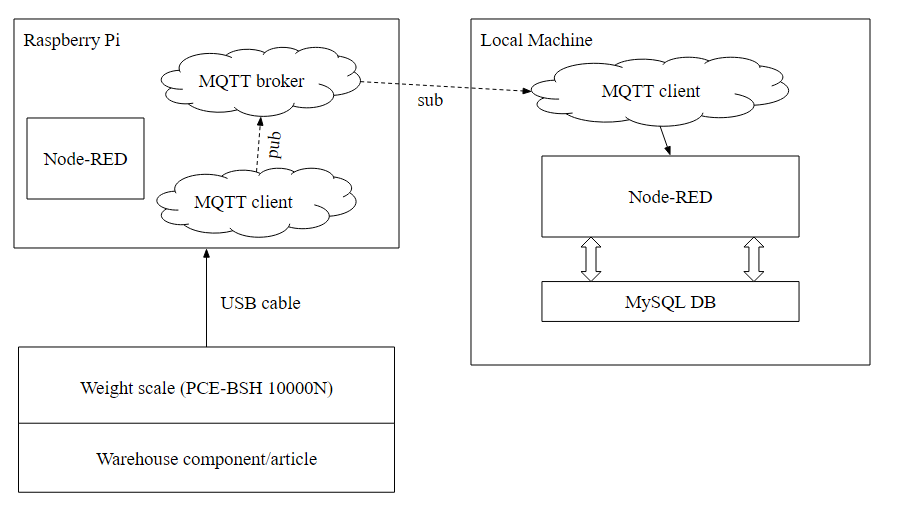 Raspberry Pi
MQTT broker
Node-RED
pub
MQTT client
sub
Local Machine
MQTT client
Node-RED
MySQL DB
USB cable
Weight scale (PCE-BSH 10000N)
Warehouse component/article